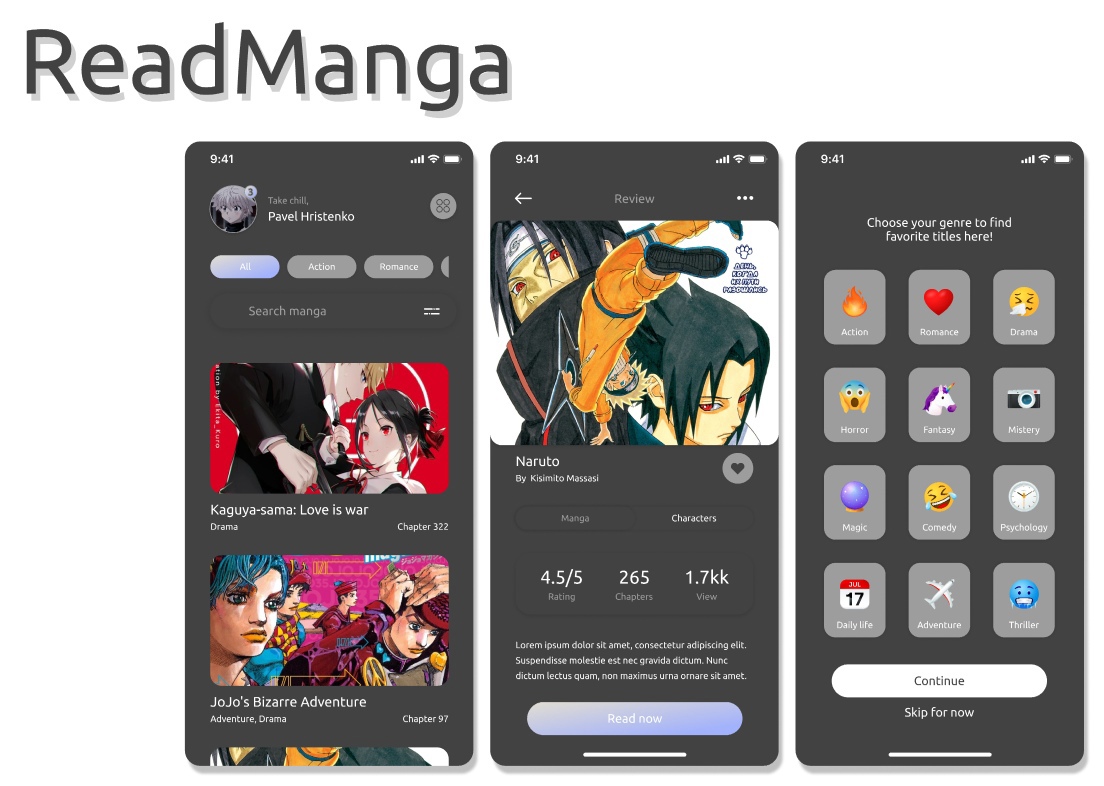 ReadManga
9:41
3
Take chill,
Pavel Hristenko
All
Action
Romance
Search manga
ation by Ekita_Kuro
Kaguya-sama: Love is war
Drama
Chapter 322
JoJo's Bizarre Adventure
Adventure, Drama
Chapter 97
9:41
Review
ДЕНЬ,
КОГДА
ИХ ПУТИ
РАЗОШЛИСЬ
Naruto
By Kisimito Massasi
Manga
Characters
4.5/5
265
1.7kk
Rating
Chapters
View
Lorem ipsum dolor sit amet, consectetur adipiscing elit.
Suspendisse molestie est nec gravida dictum. Nunc
dictum lectus quam, non maximus urna ornare sit amet.
Read now
9:41
Choose your genre to find
favorite titles here!
Action
Romance
Drama
Horror
Fantasy
Mistery
Magic
Comedy
Psychology
JUL
17
Daily life
Adventure
Thriller
Continue
Skip for now